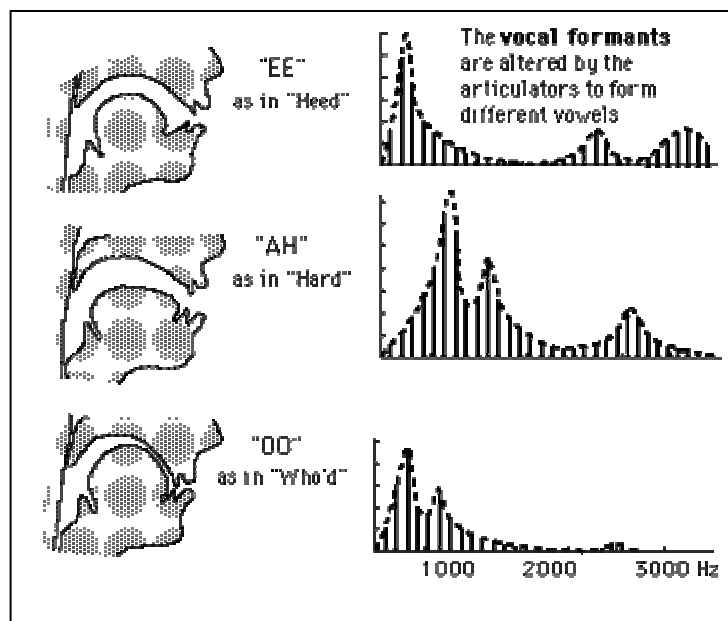 "EE"
as in "Heed"
The vocal formants
are altered by the
articulators to form
different vowels
"AH"
as in "Hard"
"OO"
as in "Who'd"
1000 2000 3000 Hz